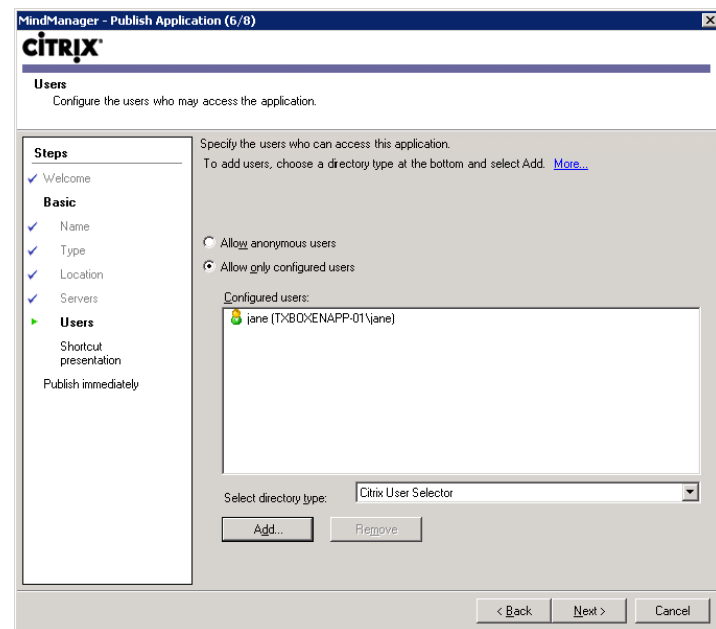 MindManager - Publish Application (6/8)
CİTRIX
Users
Configure the users who may access the application.
Steps
Welcome
Basic
Name
Type
Location
Servers
Users
Shortcut
presentation
Publish immediately
Specify the users who can access this application.
To add users, choose a directory type at the bottom and select Add. More...
Allow anonymous users
Allow only configured users
Configured users:
jane (TXBOXENAPP-01\jane)
Select directory type: Citrix User Selector
Add... Remove
< Back Next > Cancel